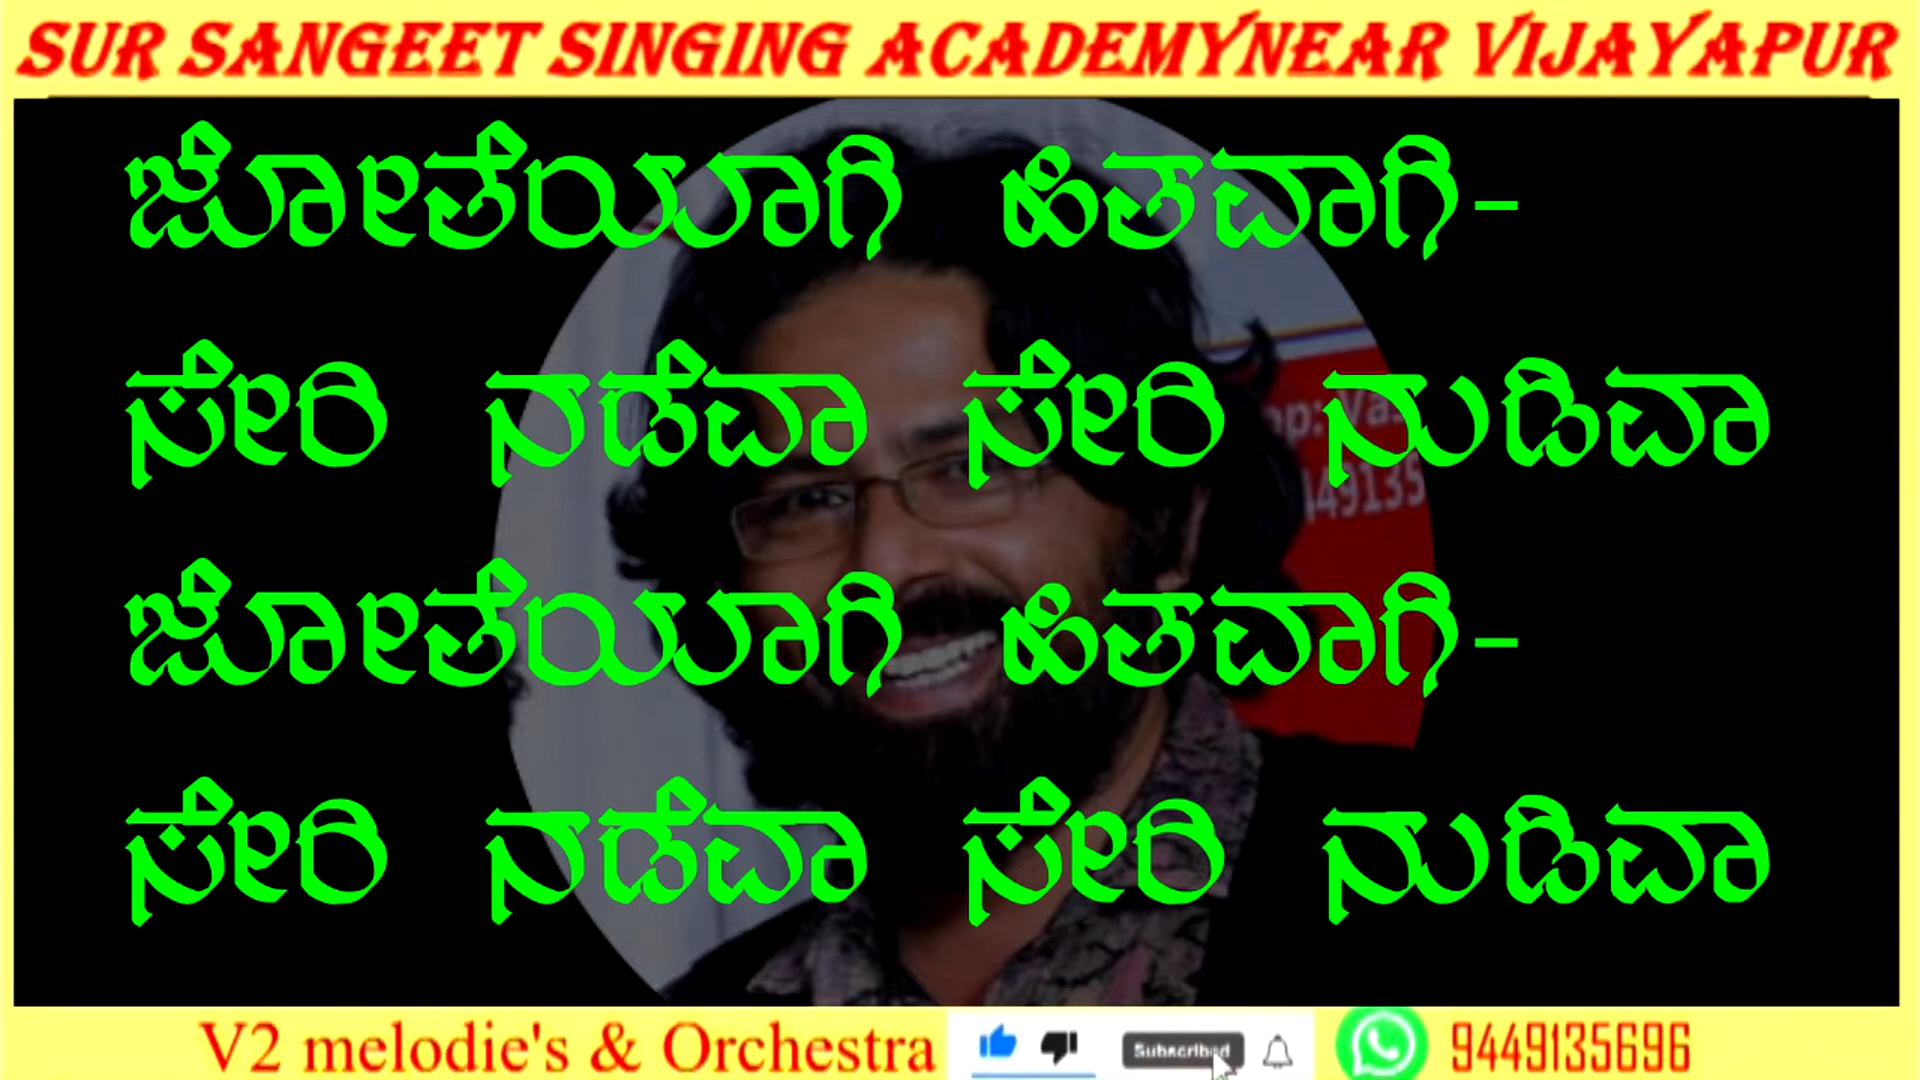 SUR SANGEET SINGING ACADEMYNEAR VIJAYAPUR
ಜೋತೆಯಾಗಿ ಹಿತವಾಗಿ-
ಸೇರಿ ನಡೆವಾ ಸೇರಿ ನುಡಿವಾ
ಜೋತೆಯಾಗಿ ಹಿತವಾಗಿ-
ಸೇರಿ ನಡೆವಾ ಸೇರಿ ನುಡಿವಾ
V2 melodie's & Orchestra Subscribed 9449135696